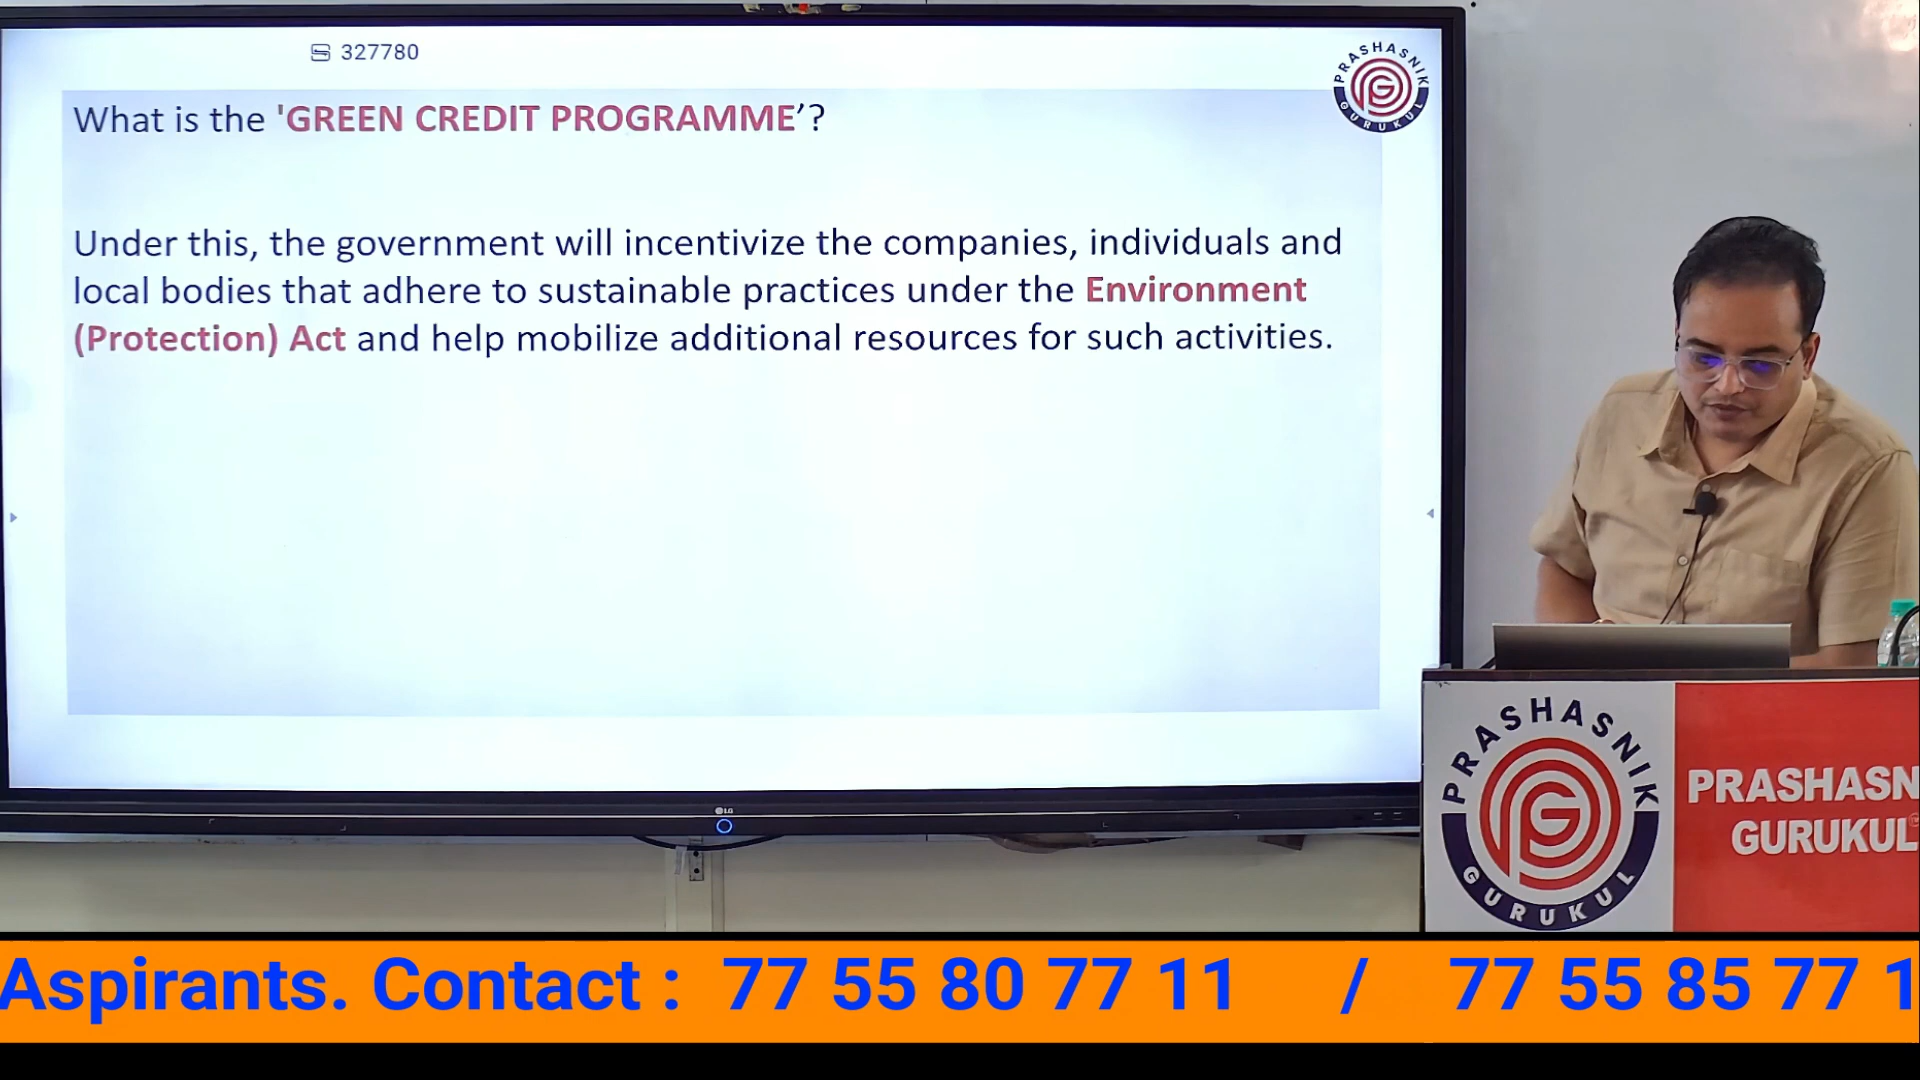 327780
PRASHASNIK
GURUKUL
What is the 'GREEN CREDIT PROGRAMME'?
Under this, the government will incentivize the companies, individuals and
local bodies that adhere to sustainable practices under the Environment
(Protection) Act and help mobilize additional resources for such activities.
LG
PRASHASNIK
GURUKUL
PRASHASN
GURUKUL
TM
Aspirants. Contact : 77 55 80 77 11 / 77 55 85 77 1